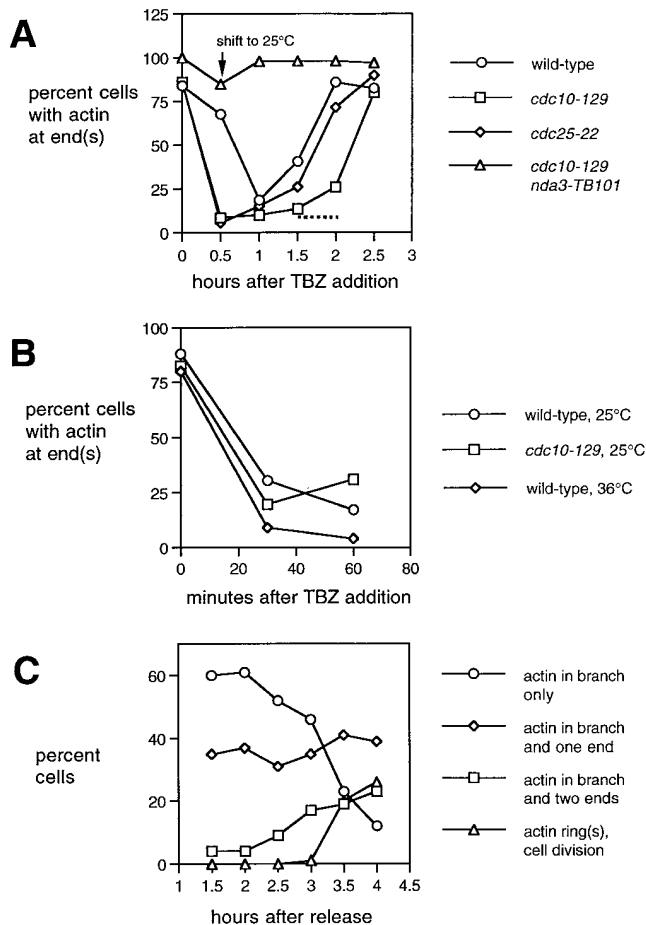 A
percent cells
with actin
at end(s)
125
100
75
50
25
0
shift to 25°C
0
0.5
1
1.5
2
2.5
3
hours after TBZ addition
wild-type
cdc10-129
cdc25-22
cdc10-129
nda3-TB101
B
percent cells
with actin
at end(s)
100
75
50
25
0
0
20
40
60
80
minutes after TBZ addition
wild-type, 25°C
cdc10-129, 25°C
wild-type, 36°C
C
percent
cells
60
40
20
0
1
1.5
2
2.5
3
3.5
4
4.5
hours after release
actin in branch
only
actin in branch
and one end
actin in branch
and two ends
actin ring(s),
cell division